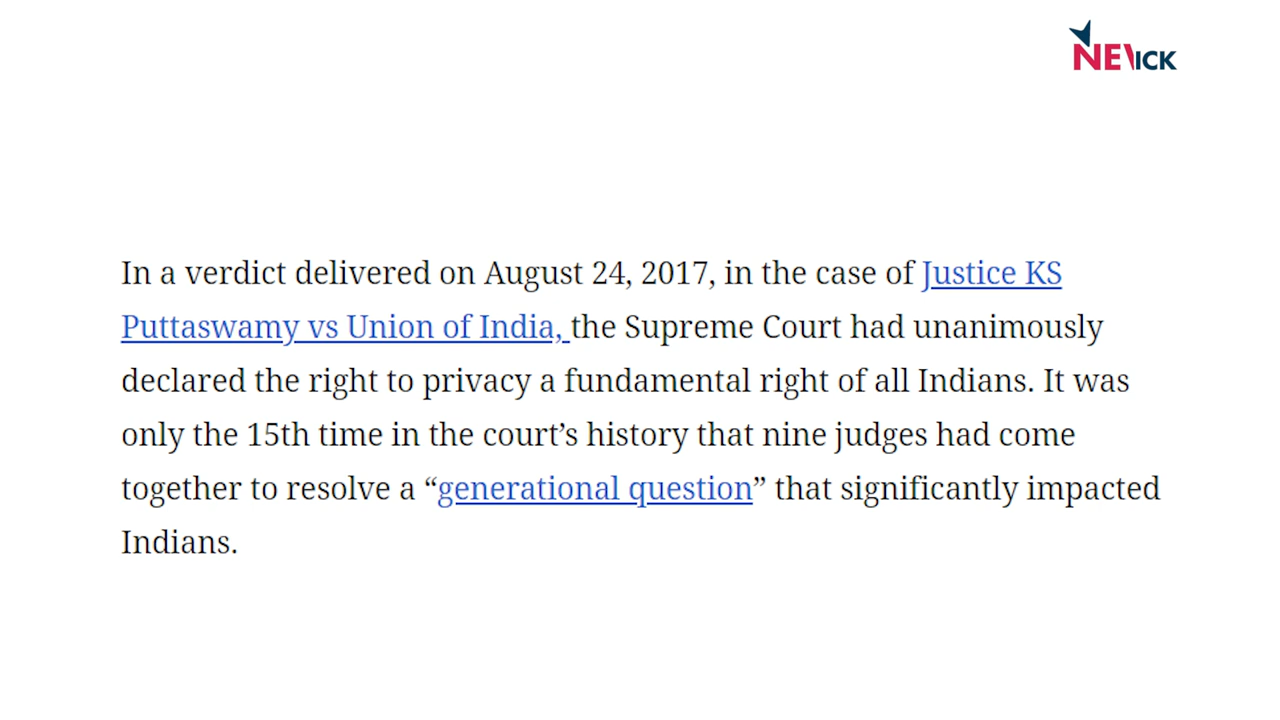 NEWICK
In a verdict delivered on August 24, 2017, in the case of Justice KS
Puttaswamy vs Union of India, the Supreme Court had unanimously
declared the right to privacy a fundamental right of all Indians. It was
only the 15th time in the court’s history that nine judges had come
together to resolve a “generational question” that significantly impacted
Indians.